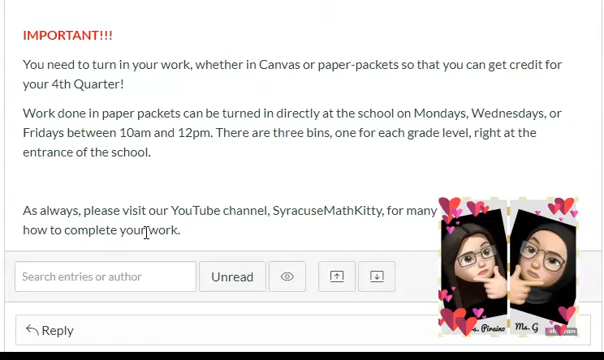 IMPORTANT!!!
You need to turn in your work, whether in Canvas or paper-packets so that you can get credit for
your 4th Quarter!
Work done in paper packets can be turned in directly at the school on Mondays, Wednesdays, or
Fridays between 10am and 12pm. There are three bins, one for each grade level, right at the
entrance of the school.
As always, please visit our YouTube channel, SyracuseMathKitty, for many
how to complete your work.
Search entries or author
Unread
Reply
s. Piraino
Ms. G